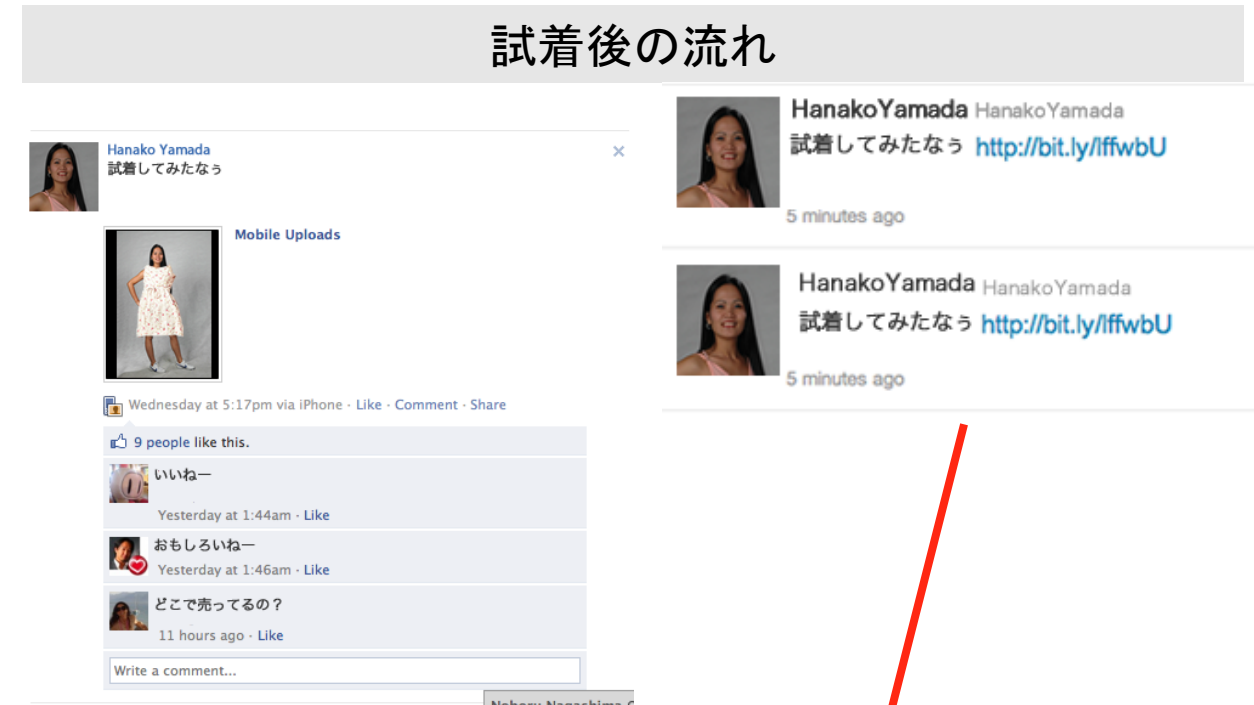 試着後の流れ
Hanako Yamada
試着してみたなぅ
Mobile Uploads
Wednesday at 5:17pm via iPhone · Like · Comment · Share
9 people like this.
いいねー
Yesterday at 1:44am · Like
おもしろいねー
Yesterday at 1:46am · Like
どこで売ってるの？
11 hours ago · Like
Write a comment...
HanakoYamada HanakoYamada
試着してみたなぅ http://bit.ly/lffwbU
5 minutes ago
HanakoYamada HanakoYamada
試着してみたなぅ http://bit.ly/lffwbU
5 minutes ago